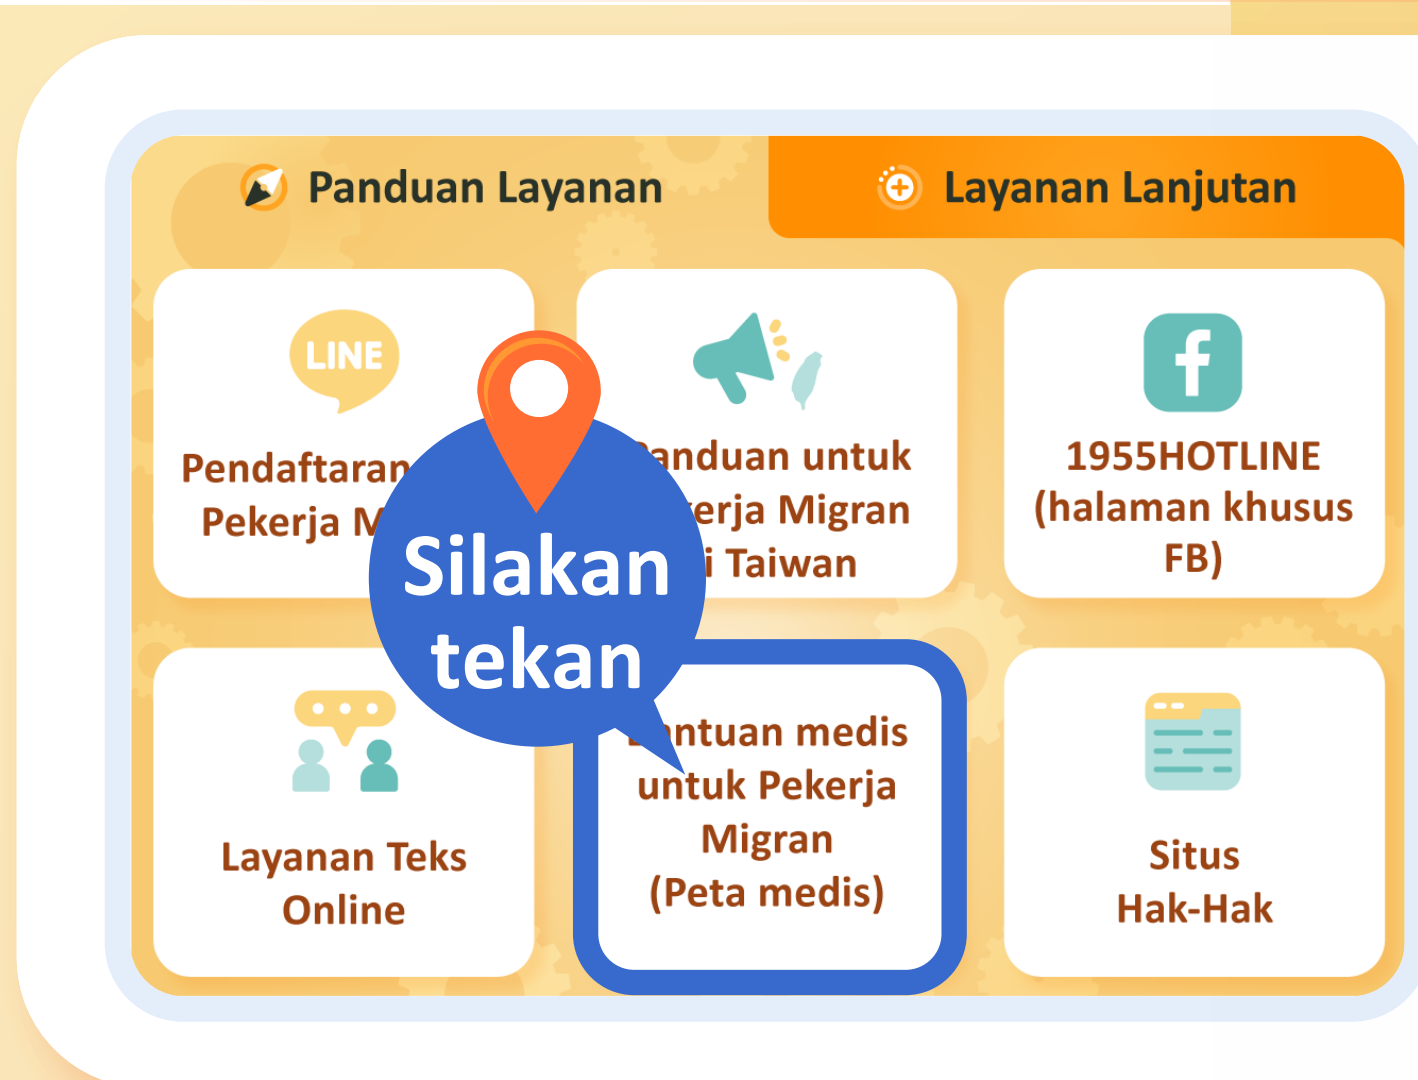 Panduan Layanan
Layanan Lanjutan
LINE
Pendaftaran
Pekerja
anduan untuk
erja Migran
i Taiwan
1955HOTLINE
(halaman khusus
FB)
Silakan
tekan
Layanan Teks
Online
medis
untuk Pekerja
Migran
(Peta medis)
Situs
Hak-Hak